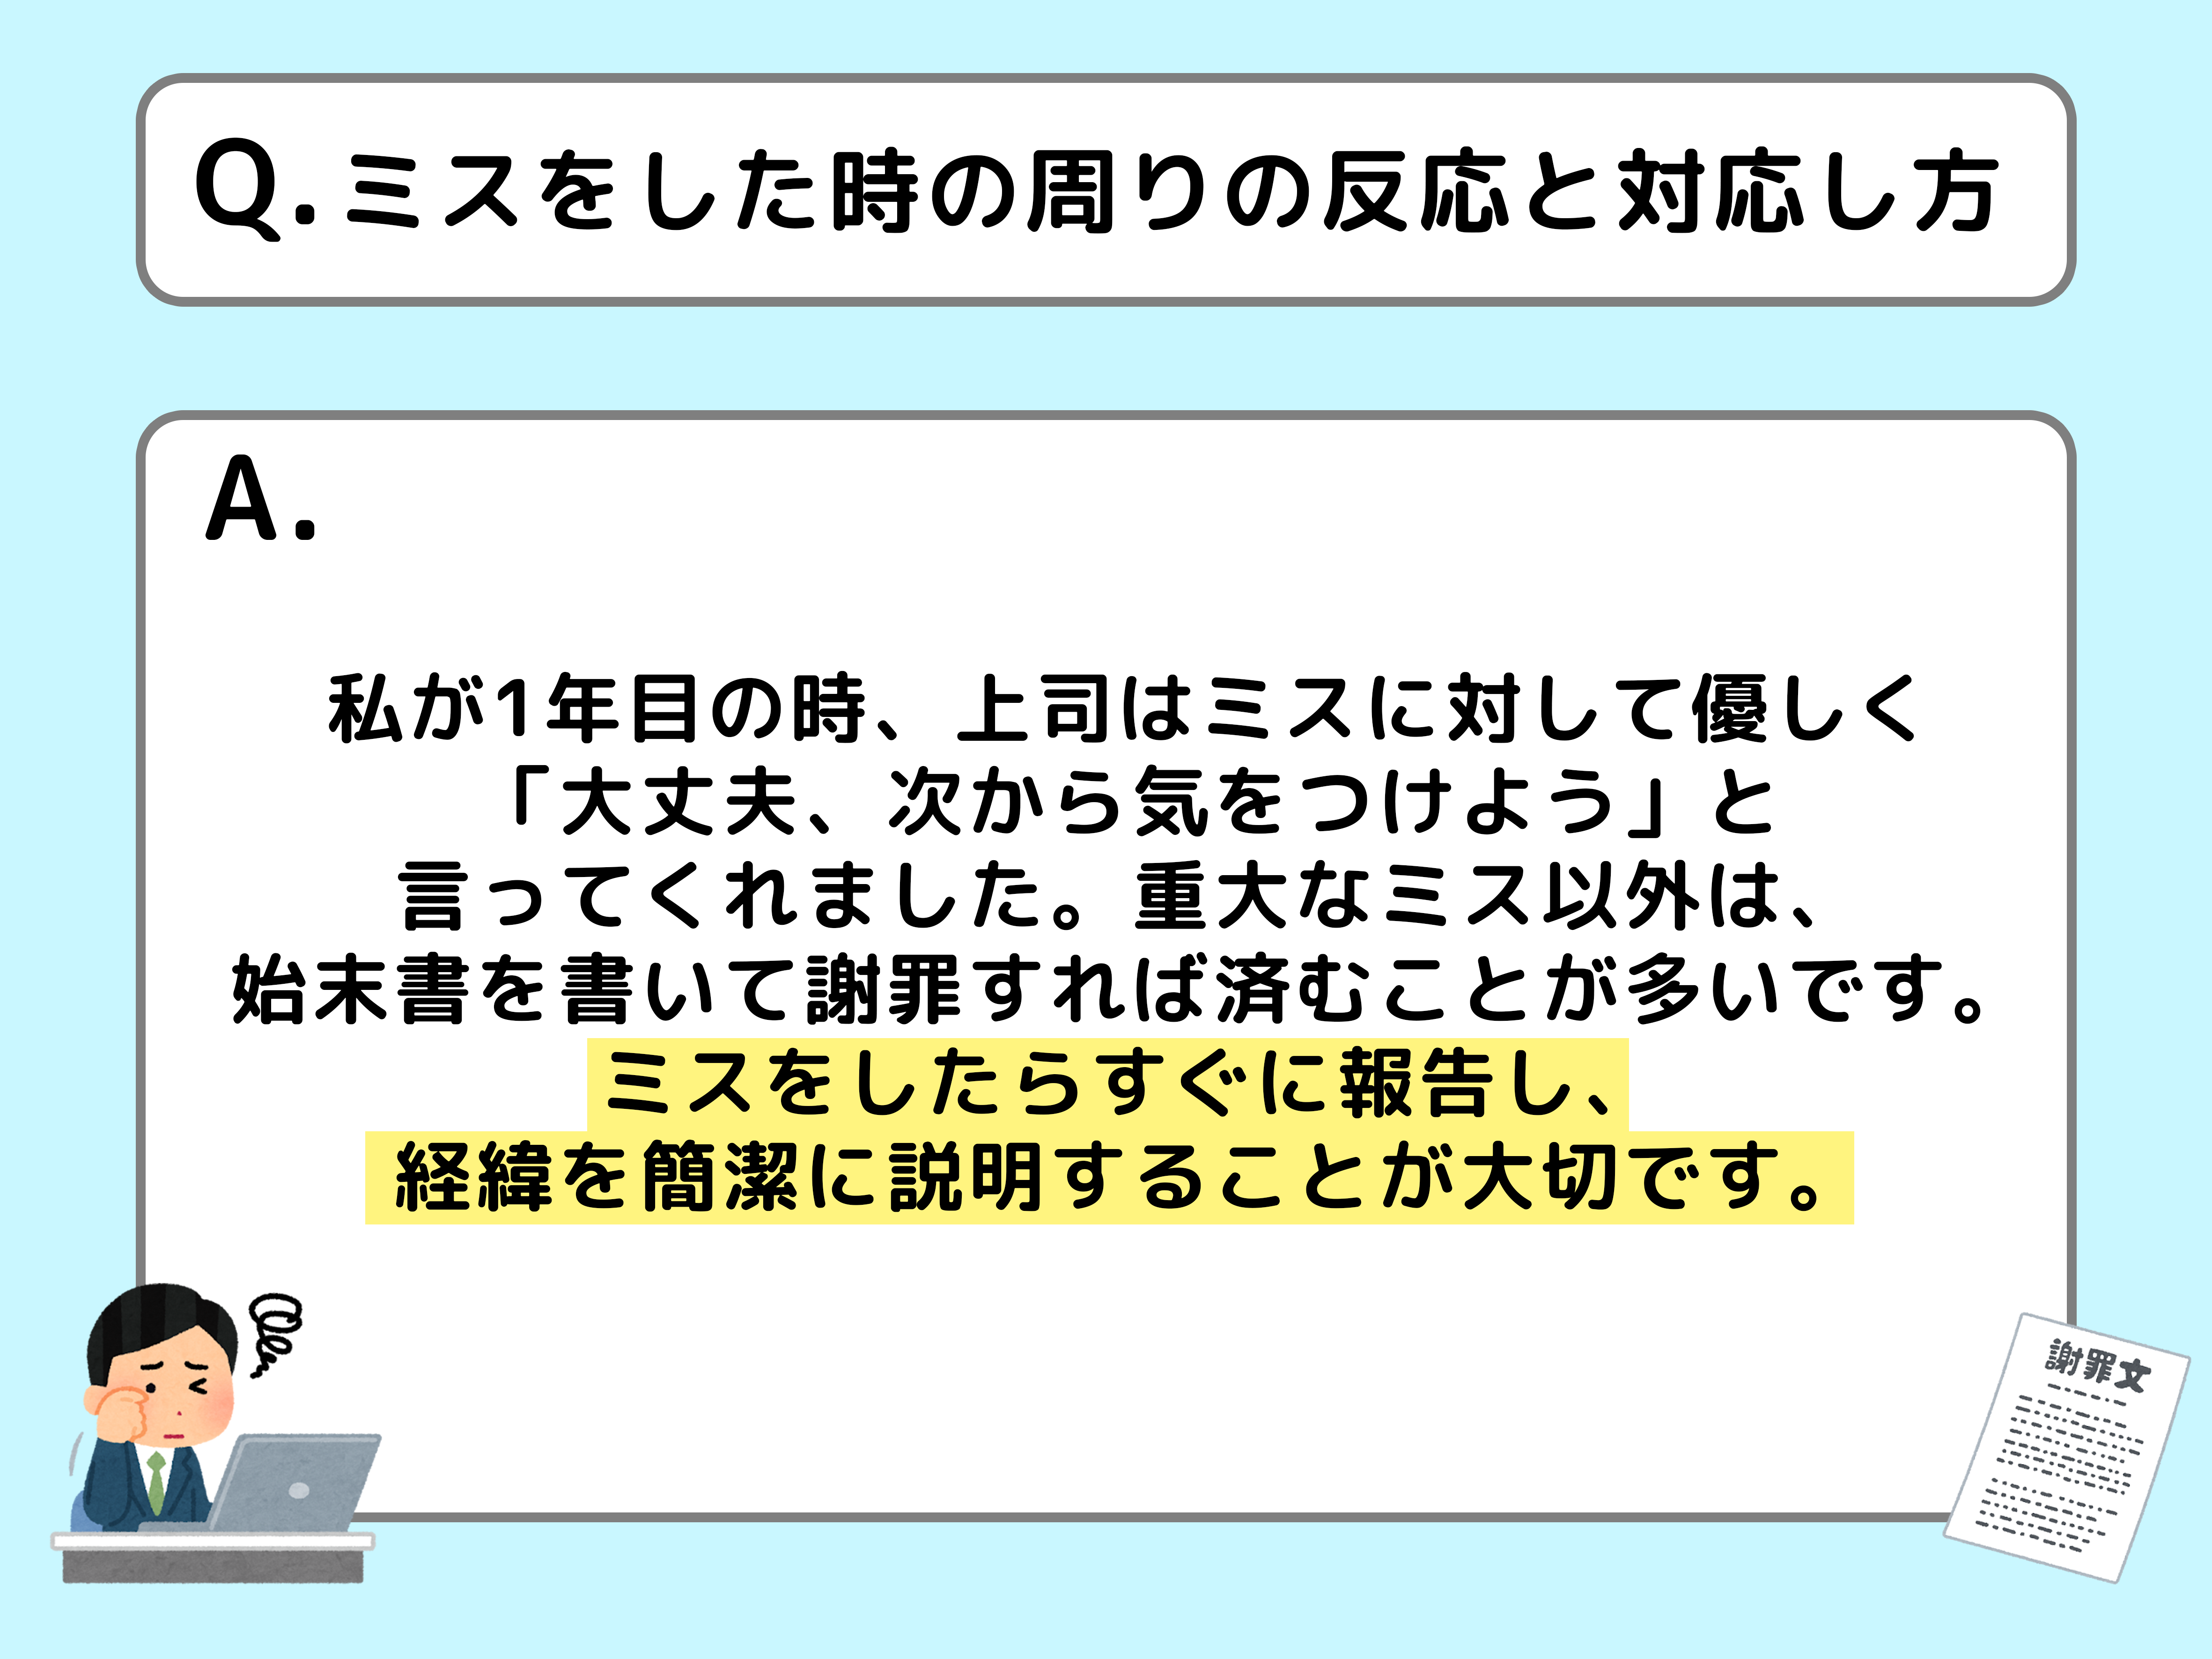 Q.ミスをした時の周りの反応と対応し方
A.
私が1年目の時、上司はミスに対して優しく
「大丈夫、次から気をつけよう」と
言ってくれました。重大なミス以外は、
始末書を書いて謝罪すれば済むことが多いです。
ミスをしたらすぐに報告し、
経緯を簡潔に説明することが大切です。
謝罪文